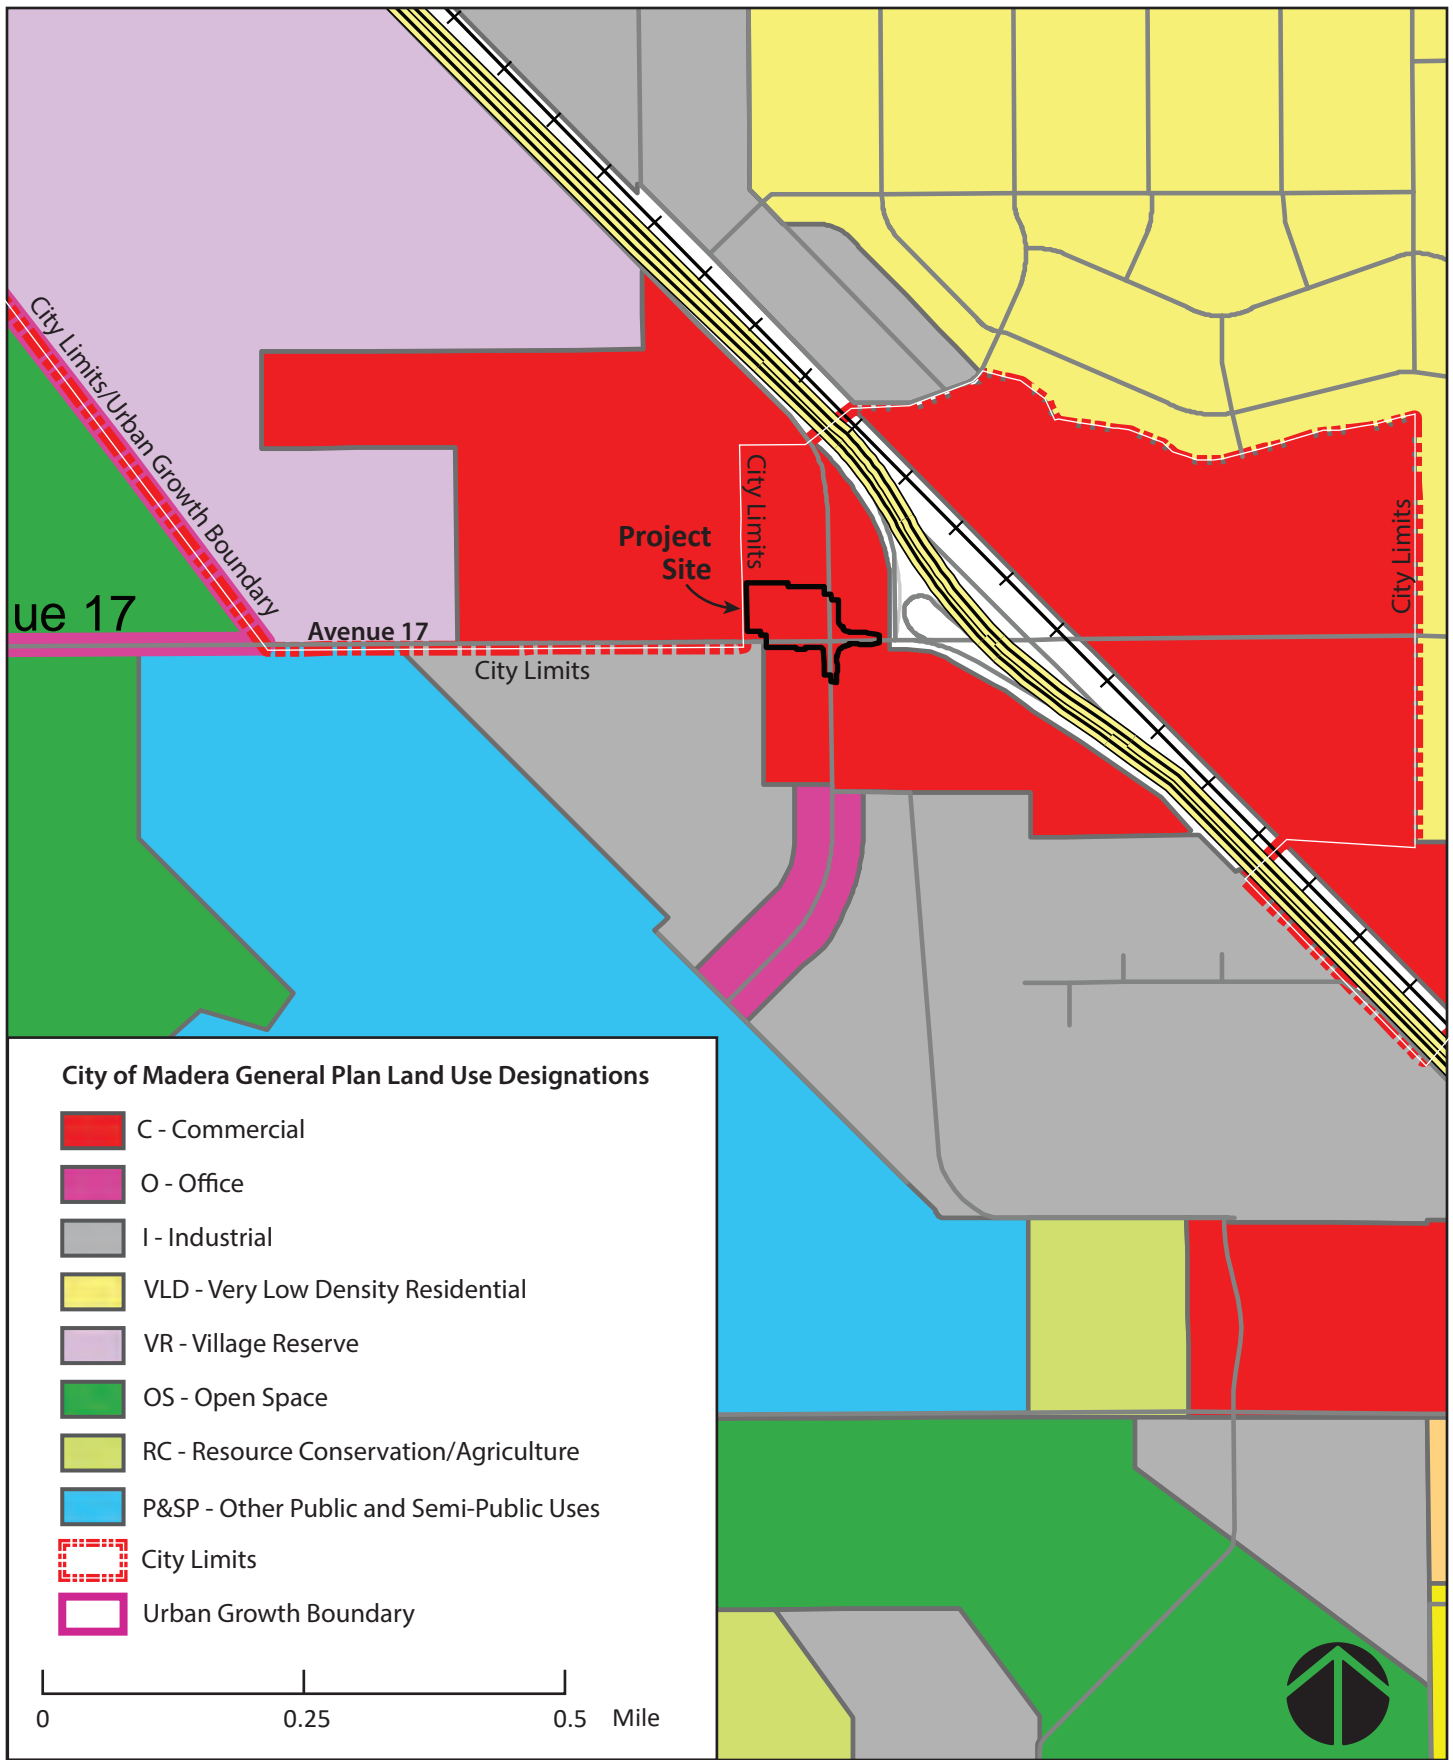 City Limits/Urban Growth Boundary
City Limits
Project
Site
City Limits
ue 17
Avenue 17
City Limits
City of Madera General Plan Land Use Designations
C - Commercial
O - Office
I - Industrial
VLD - Very Low Density Residential
VR - Village Reserve
OS - Open Space
RC - Resource Conservation/Agriculture
P&SP - Other Public and Semi-Public Uses
City Limits
Urban Growth Boundary
0 0.25 0.5 Mile